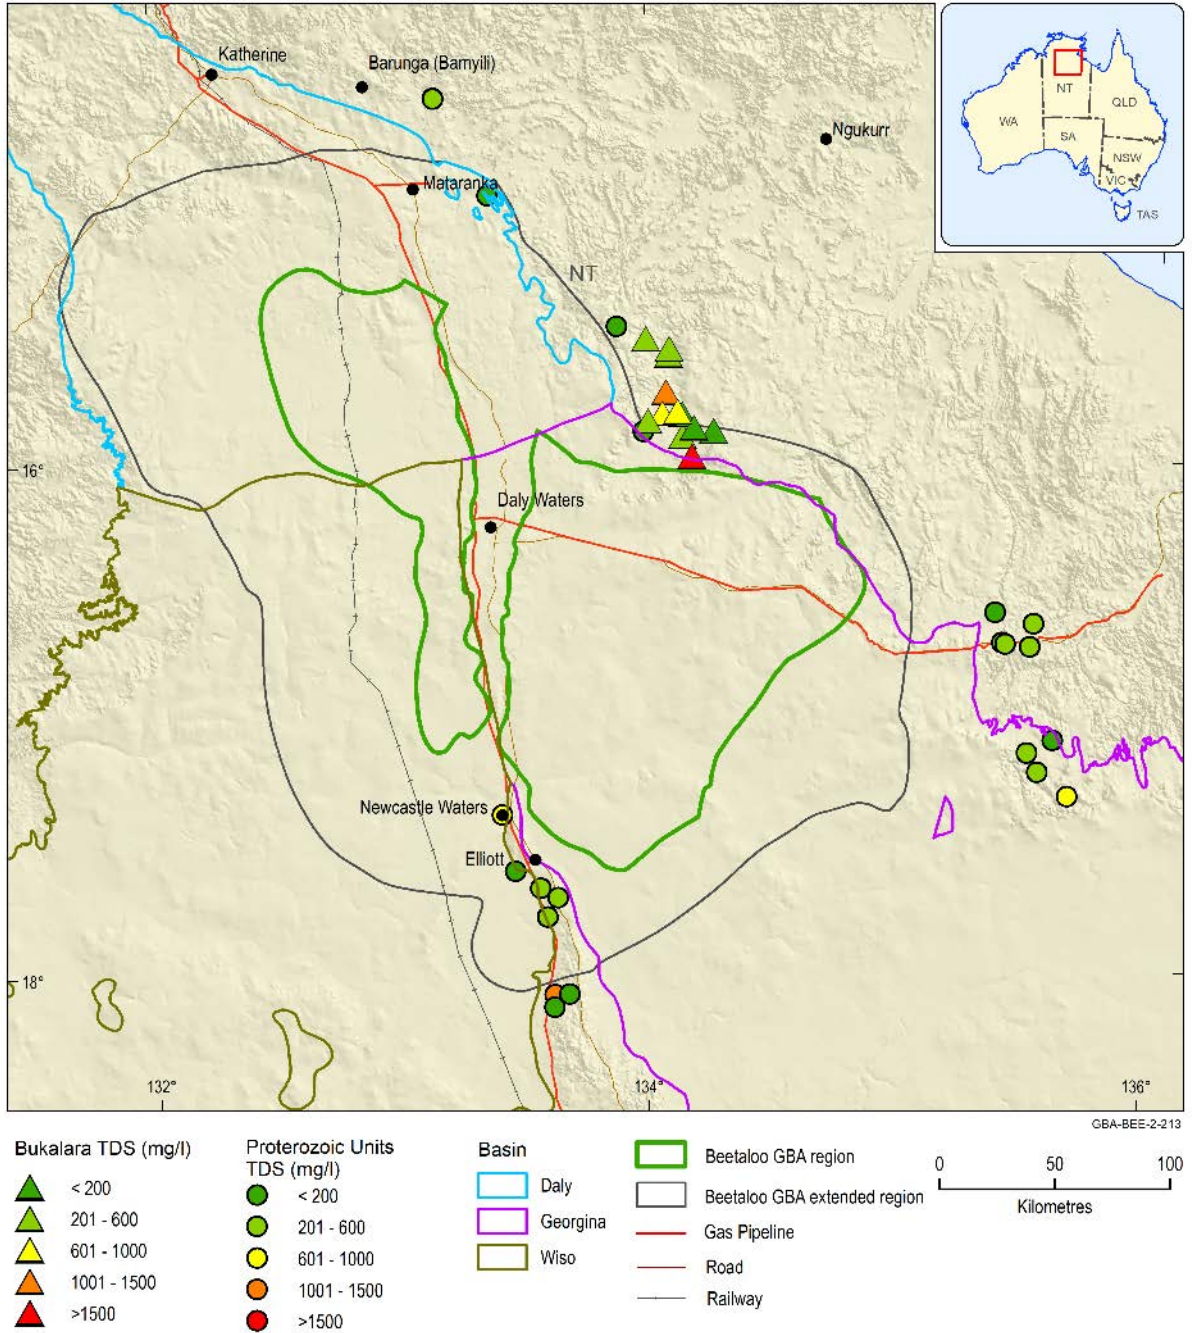 Katherine
Barunga (Bamyili)
Ngukurr
Mataranka
NT
WA
NT
QLD
SA
NSW
VIC
TAS
16°
Daly Waters
Newcastle Waters
Elliott
18°
132°
134°
136°
GBA-BEE-2-213
Bukalara TDS (mg/l)
< 200
201 - 600
601 - 1000
1001 - 1500
>1500
Proterozoic Units
TDS (mg/l)
< 200
201 - 600
601 - 1000
1001 - 1500
>1500
Basin
Daly
Georgina
Wiso
Beetaloo GBA region
Beetaloo GBA extended region
Gas Pipeline
Road
Railway
0 50 100
Kilometres